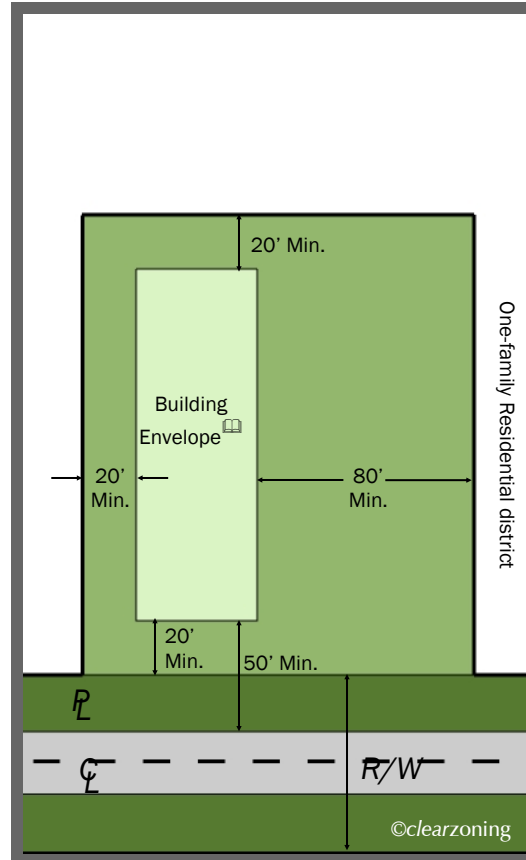 20’ Min.
One-family Residential district
Building
Envelope
20’
Min.
80’
Min.
20’
Min.
50’ Min.
PL
CL
R/W
©clearzoning